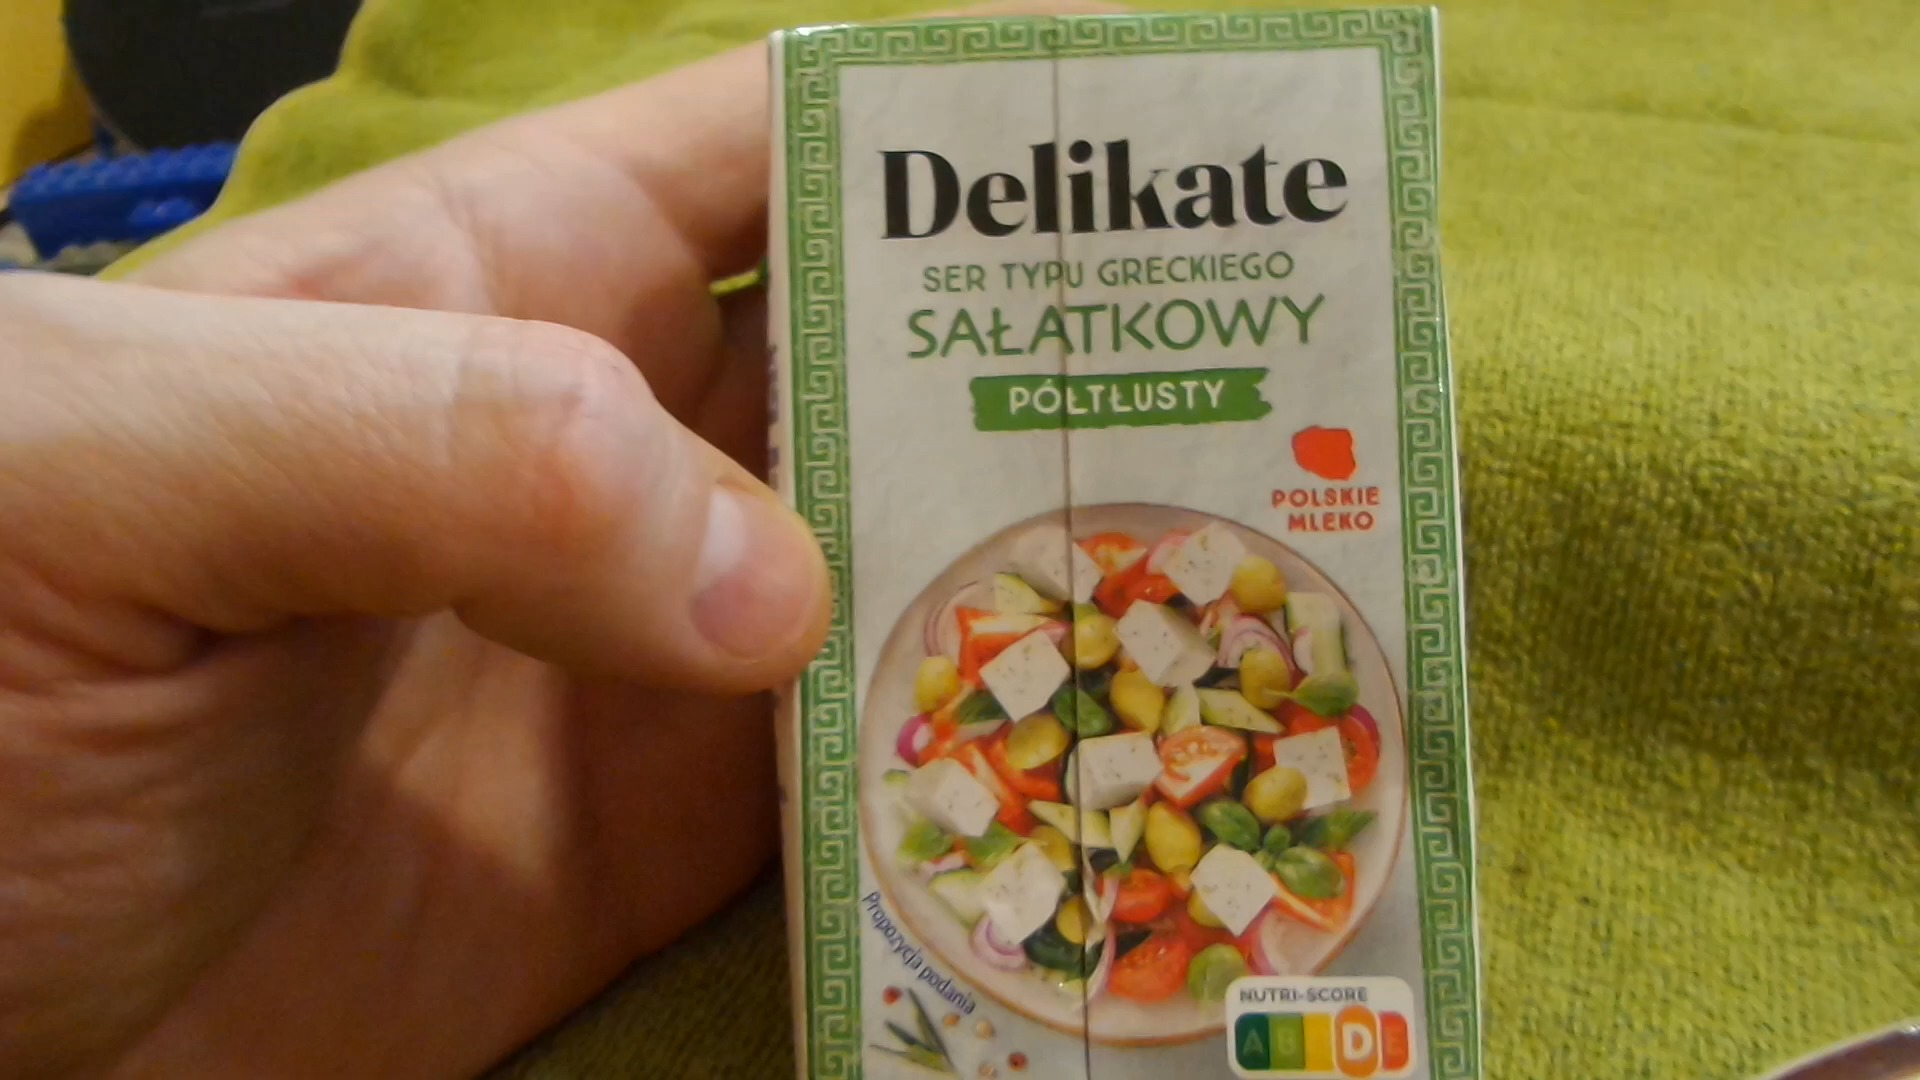 Delikate
SER TYPU GRECKIEGO
SAŁATKOWY
PÓŁTŁUSTY
POLSKIE
MLEKO
Propozycja podania
NUTRI-SCORE
A B D E